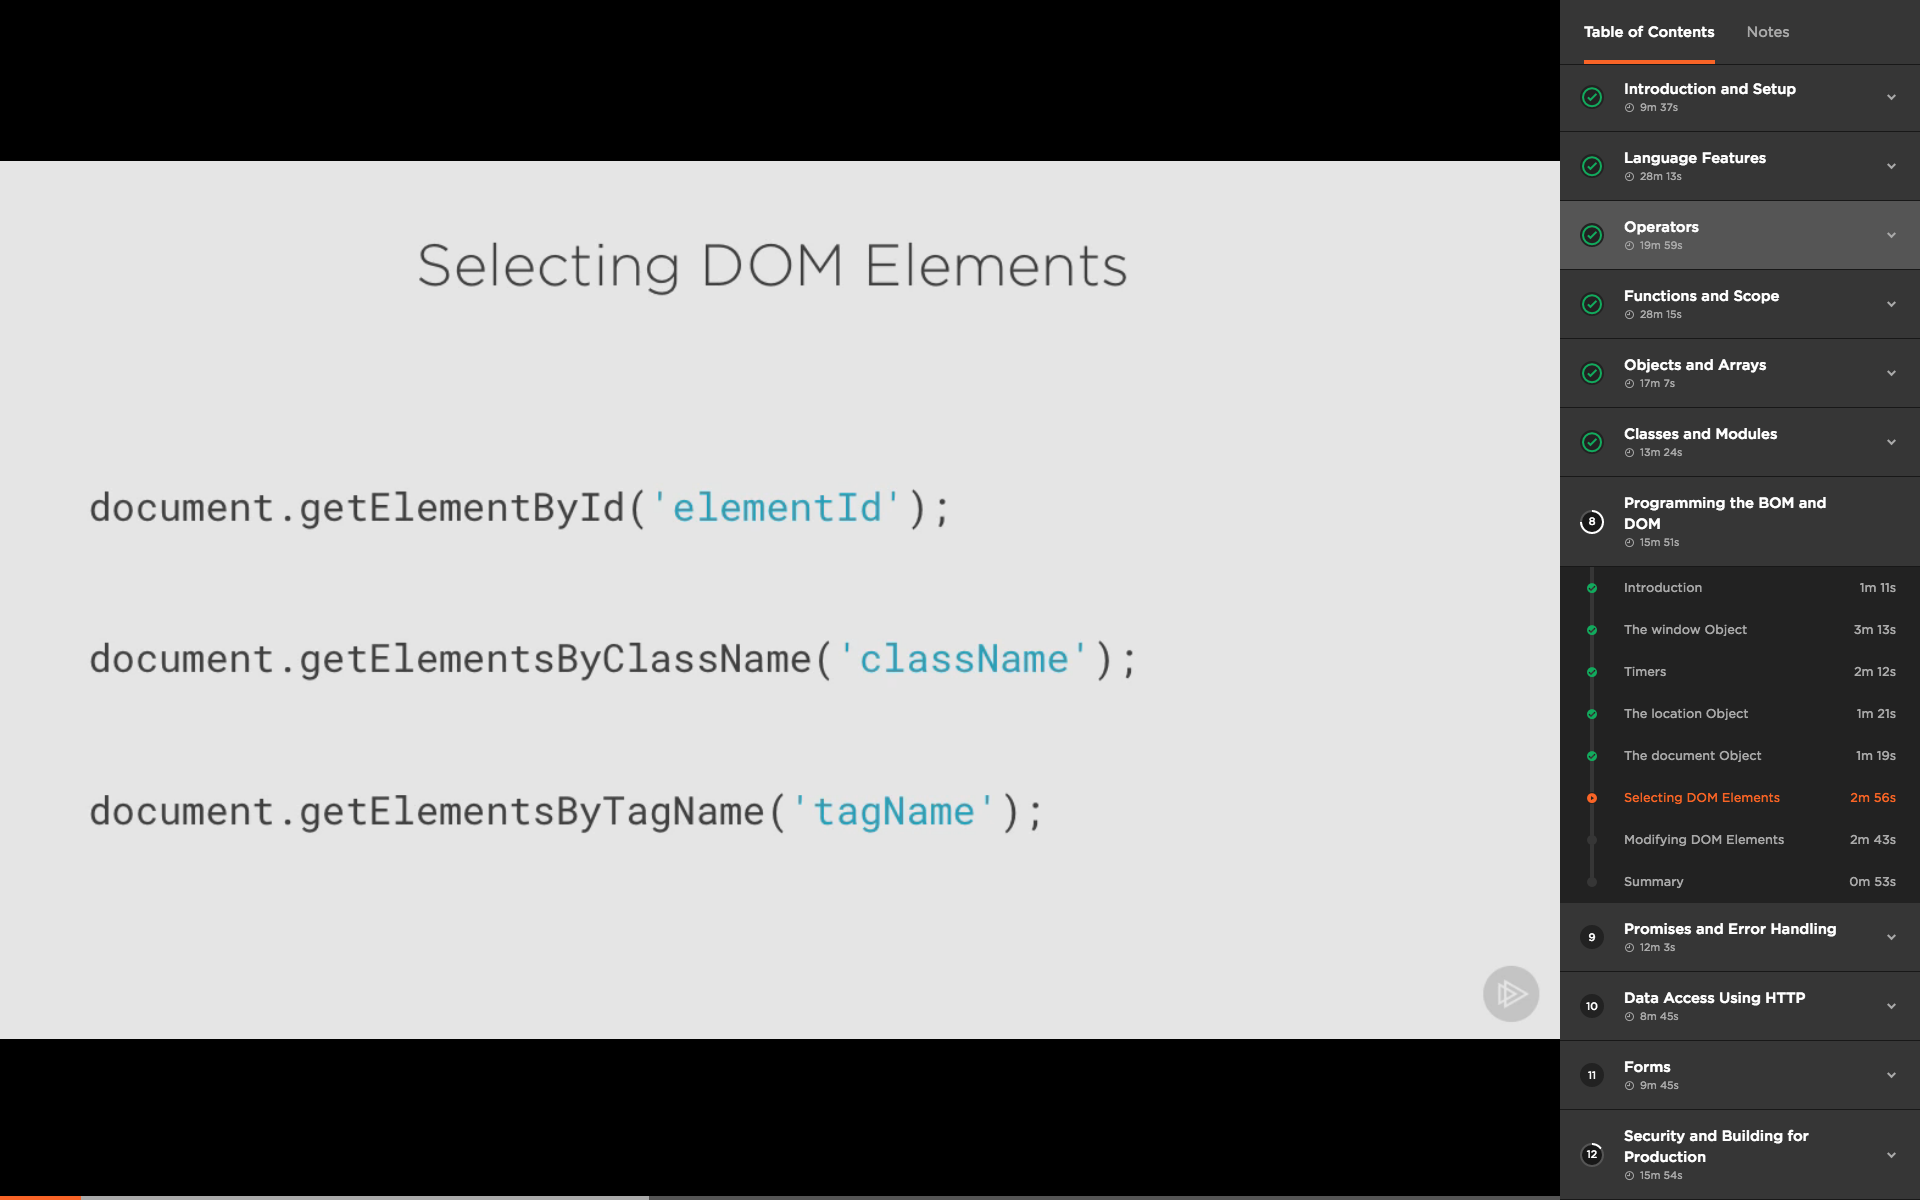 Selecting DOM Elements
document.getElementById('elementId');
document.getElementsByClassName('className');
document.getElementsByTagName('tagName');
Table of Contents
Notes
Introduction and Setup
9m 37s
Language Features
28m 13s
Operators
19m 59s
Functions and Scope
28m 15s
Objects and Arrays
17m 7s
Classes and Modules
13m 24s
8
Programming the BOM and
DOM
15m 51s
Introduction 1m 11s
The window Object 3m 13s
Timers 2m 12s
The location Object 1m 21s
The document Object 1m 19s
Selecting DOM Elements 2m 56s
Modifying DOM Elements 2m 43s
Summary 0m 53s
9
Promises and Error Handling
12m 3s
10
Data Access Using HTTP
8m 45s
11
Forms
9m 45s
12
Security and Building for
Production
15m 54s